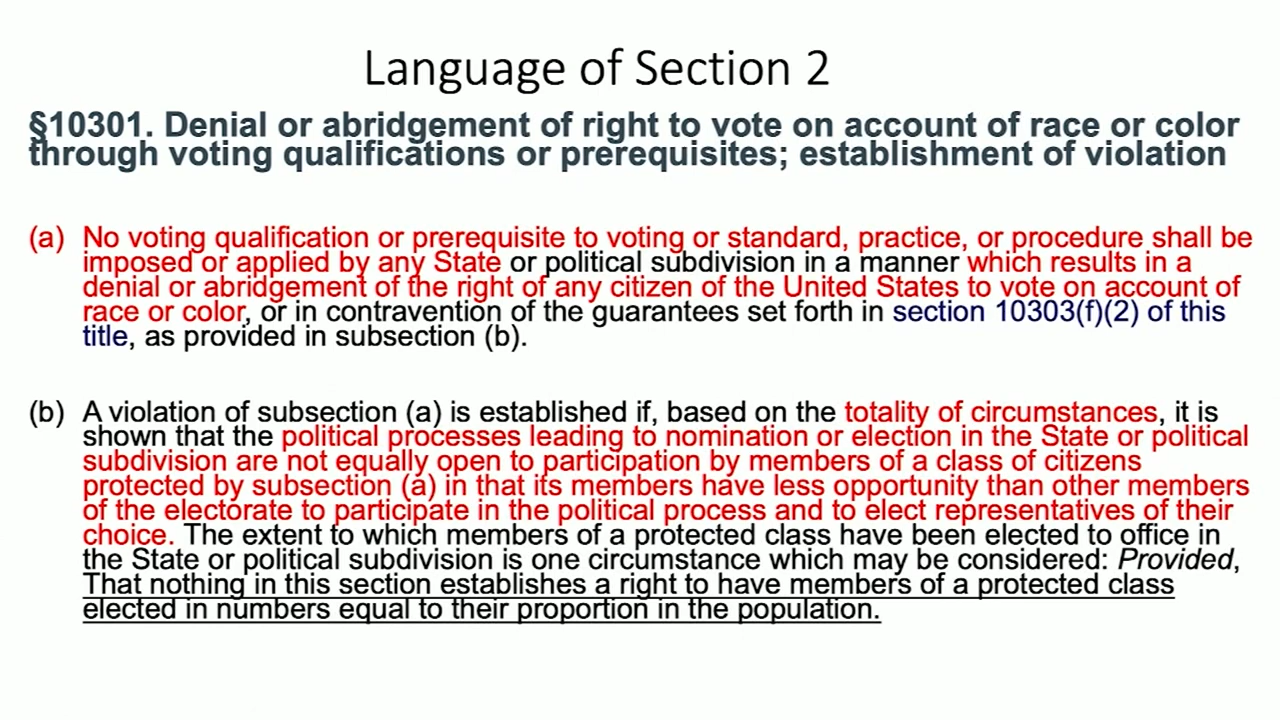 Language of Section 2
§10301. Denial or abridgement of right to vote on account of race or color
through voting qualifications or prerequisites; establishment of violation
(a) No voting qualification or prerequisite to voting or standard, practice, or procedure shall be
imposed or applied by any State or political subdivision in a manner which results in a
denial or abridgement of the right of any citizen of the United States to vote on account of
race or color, or in contravention of the guarantees set forth in section 10303(f)(2) of this
title, as provided in subsection (b).
(b) A violation of subsection (a) is established if, based on the totality of circumstances, it is
shown that the political processes leading to nomination or election in the State or political
subdivision are not equally open to participation by members of a class of citizens
protected by subsection (a) in that its members have less opportunity than other members
of the electorate to participate in the political process and to elect representatives of their
choice. The extent to which members of a protected class have been elected to office in
the State or political subdivision is one circumstance which may be considered: Provided,
That nothing in this section establishes a right to have members of a protected class
elected in numbers equal to their proportion in the population.